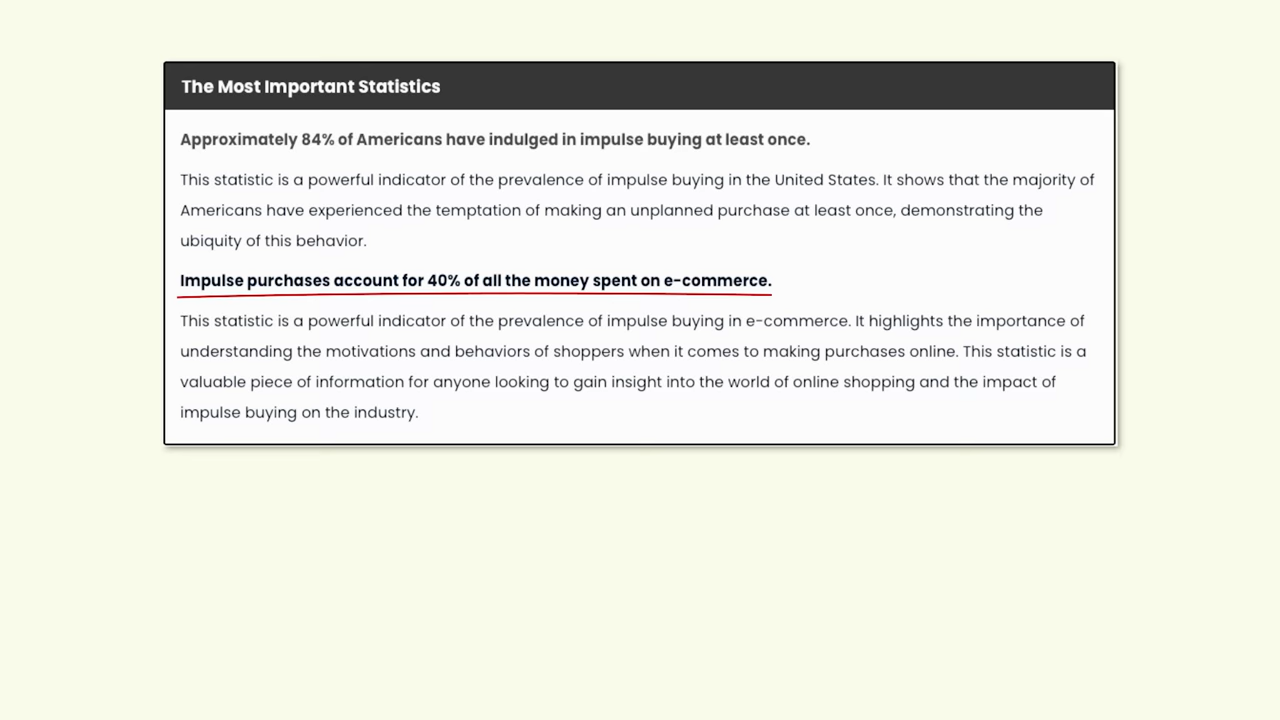 The Most Important Statistics
Approximately 84% of Americans have indulged in impulse buying at least once.
This statistic is a powerful indicator of the prevalence of impulse buying in the United States. It shows that the majority of
Americans have experienced the temptation of making an unplanned purchase at least once, demonstrating the
ubiquity of this behavior.
Impulse purchases account for 40% of all the money spent on e-commerce.
This statistic is a powerful indicator of the prevalence of impulse buying in e-commerce. It highlights the importance of
understanding the motivations and behaviors of shoppers when it comes to making purchases online. This statistic is a
valuable piece of information for anyone looking to gain insight into the world of online shopping and the impact of
impulse buying on the industry.